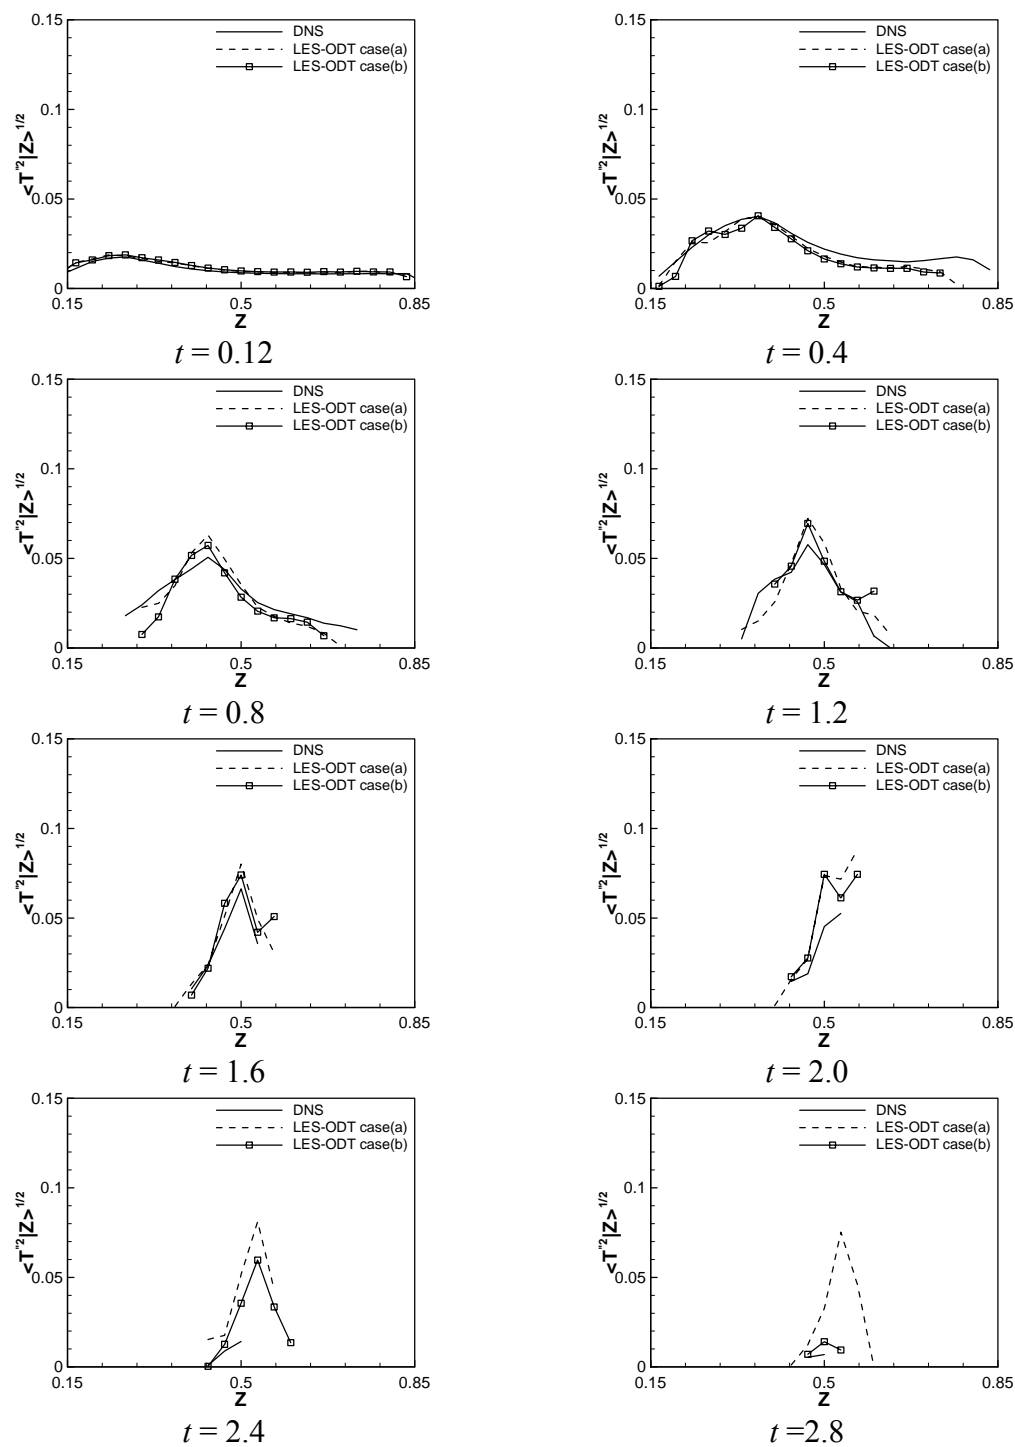 0.15
DNS
LES-ODT case(a)
LES-ODT case(b)
0.1
<T"²|Z>¹/²
0.05
0
0.15 0.5 0.85
Z
t = 0.12
0.15
DNS
LES-ODT case(a)
LES-ODT case(b)
0.1
<T"²|Z>¹/²
0.05
0
0.15 0.5 0.85
Z
t = 0.4
0.15
DNS
LES-ODT case(a)
LES-ODT case(b)
0.1
<T"²|Z>¹/²
0.05
0
0.15 0.5 0.85
Z
t = 0.8
0.15
DNS
LES-ODT case(a)
LES-ODT case(b)
0.1
<T"²|Z>¹/²
0.05
0
0.15 0.5 0.85
Z
t = 1.2
0.15
DNS
LES-ODT case(a)
LES-ODT case(b)
0.1
<T"²|Z>¹/²
0.05
0
0.15 0.5 0.85
Z
t = 1.6
0.15
DNS
LES-ODT case(a)
LES-ODT case(b)
0.1
<T"²|Z>¹/²
0.05
0
0.15 0.5 0.85
Z
t = 2.0
0.15
DNS
LES-ODT case(a)
LES-ODT case(b)
0.1
<T"²|Z>¹/²
0.05
0
0.15 0.5 0.85
Z
t = 2.4
0.15
DNS
LES-ODT case(a)
LES-ODT case(b)
0.1
<T"²|Z>¹/²
0.05
0
0.15 0.5 0.85
Z
t =2.8